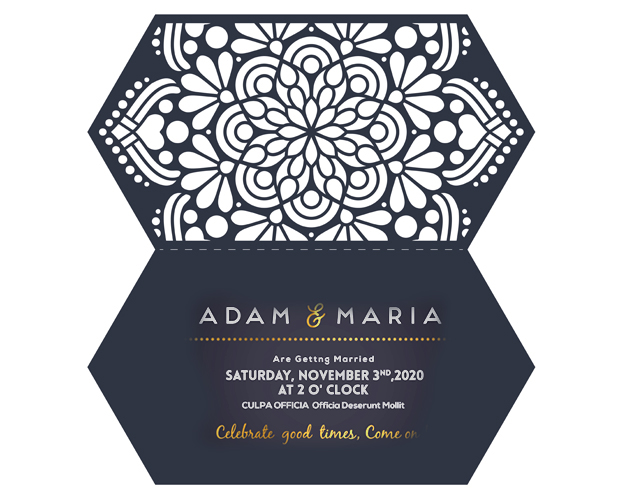 ADAM & MARIA
Are Gettng Married
SATURDAY, NOVEMBER 3ND,2020
AT 2 O' CLOCK
CULPA OFFICIA Officia Deserunt Mollit
Celebrate good times, Come on